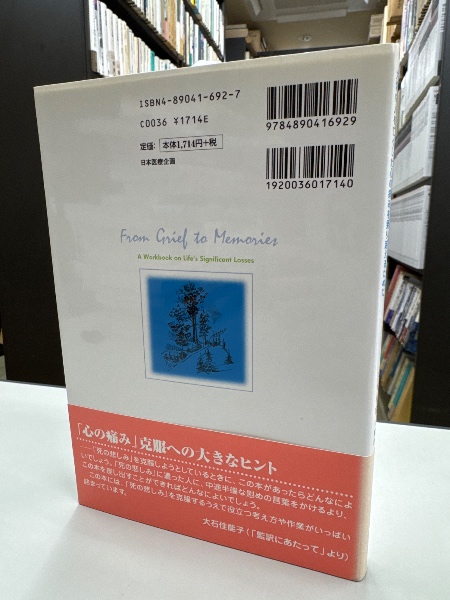 ISBN4-89041-692-7
C0036 ¥1714E
定価： 本体1,714円+税
日本医療企画
9784890416929
1920036017140
From Grief to Memories
A Workbook on Life's Significant Losses
「心の痛み」克服への大きなヒント
「死の悲しみ」を克服しようとしているときに、この本があったらどんなによ
いでしょう。「死の悲しみ」に遭った人に、中途半端な慰めの言葉をかけるより、
この本を差し出すことができればどんなによいでしょう。
この本には、「死の悲しみ」を克服するうえで役立つ考え方や作業がいっぱい
詰まっています。
大石佳能子（「監訳にあたって」より）